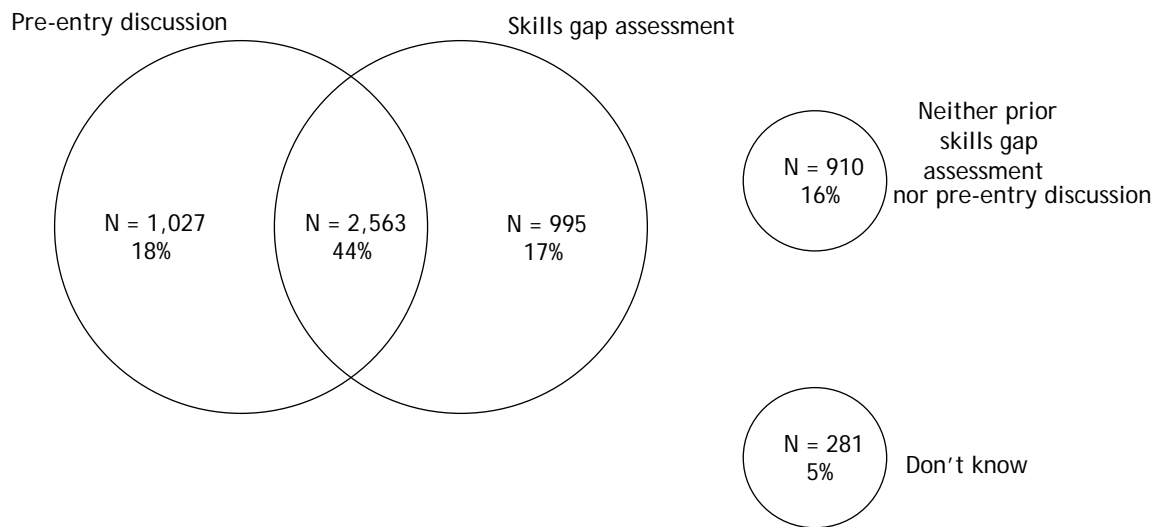 Pre-entry discussion
Skills gap assessment
N = 1,027
18%
N = 2,563
44%
N = 995
17%
N = 910
16%
Neither prior
skills gap
assessment
nor pre-entry discussion
N = 281
5%
Don't know